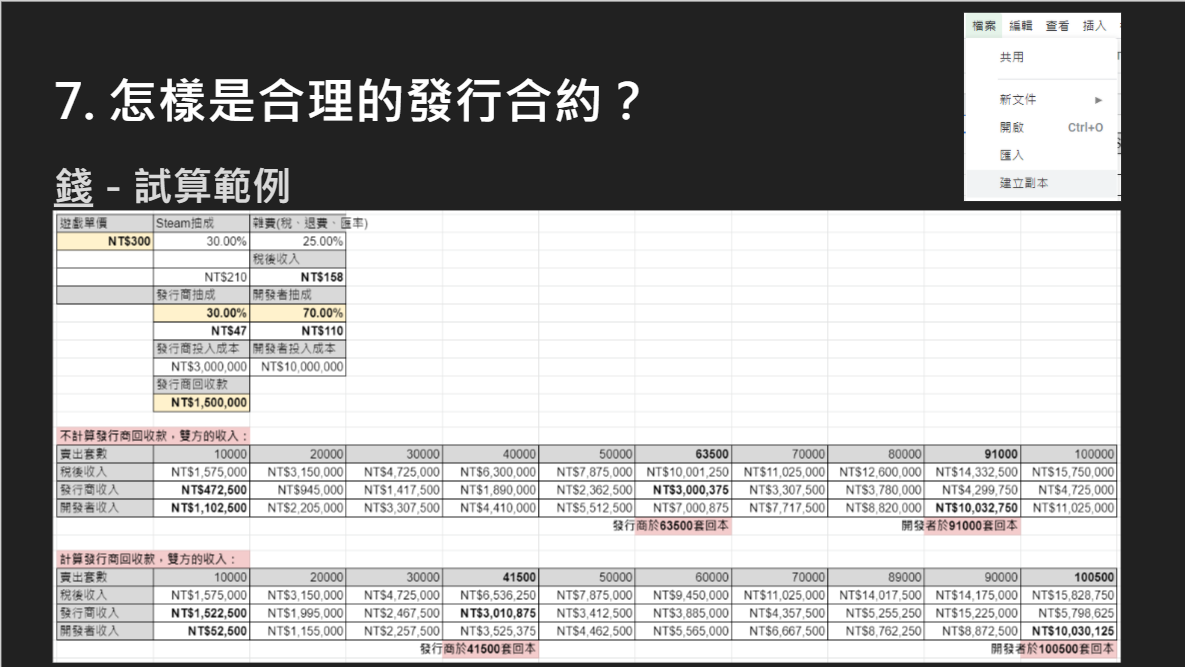 檔案 編輯 查看 插入
共用
新文件 ►
開啟 Ctrl+O
匯入
建立副本
7. 怎樣是合理的發行合約？
錢 - 試算範例
遊戲單價 Steam抽成 雜費(稅、退費、匯率)
NT$300 30.00% 25.00%
稅後收入
NT$210 NT$158
發行商抽成 開發者抽成
30.00% 70.00%
NT$47 NT$110
發行商投入成本 開發者投入成本
NT$3,000,000 NT$10,000,000
發行商回收款
NT$1,500,000
不計算發行商回收款，雙方的收入：
賣出套數 10000 20000 30000 40000 50000 63500 70000 80000 91000 100000
稅後收入 NT$1,575,000 NT$3,150,000 NT$4,725,000 NT$6,300,000 NT$7,875,000 NT$10,001,250 NT$11,025,000 NT$12,600,000 NT$14,332,500 NT$15,750,000
發行商收入 NT$472,500 NT$945,000 NT$1,417,500 NT$1,890,000 NT$2,362,500 NT$3,000,375 NT$3,307,500 NT$3,780,000 NT$4,299,750 NT$4,725,000
開發者收入 NT$1,102,500 NT$2,205,000 NT$3,307,500 NT$4,410,000 NT$5,512,500 NT$7,000,875 NT$7,717,500 NT$8,820,000 NT$10,032,750 NT$11,025,000
發行商於63500套回本 開發者於91000套回本
計算發行商回收款，雙方的收入：
賣出套數 10000 20000 30000 41500 50000 60000 70000 89000 90000 100500
稅後收入 NT$1,575,000 NT$3,150,000 NT$4,725,000 NT$6,536,250 NT$7,875,000 NT$9,450,000 NT$11,025,000 NT$14,017,500 NT$14,175,000 NT$15,828,750
發行商收入 NT$1,522,500 NT$1,995,000 NT$2,467,500 NT$3,010,875 NT$3,412,500 NT$3,885,000 NT$4,357,500 NT$5,255,250 NT$15,225,000 NT$5,798,625
開發者收入 NT$52,500 NT$1,155,000 NT$2,257,500 NT$3,525,375 NT$4,462,500 NT$5,565,000 NT$6,667,500 NT$8,762,250 NT$8,872,500 NT$10,030,125
發行商於41500套回本 開發者於100500套回本